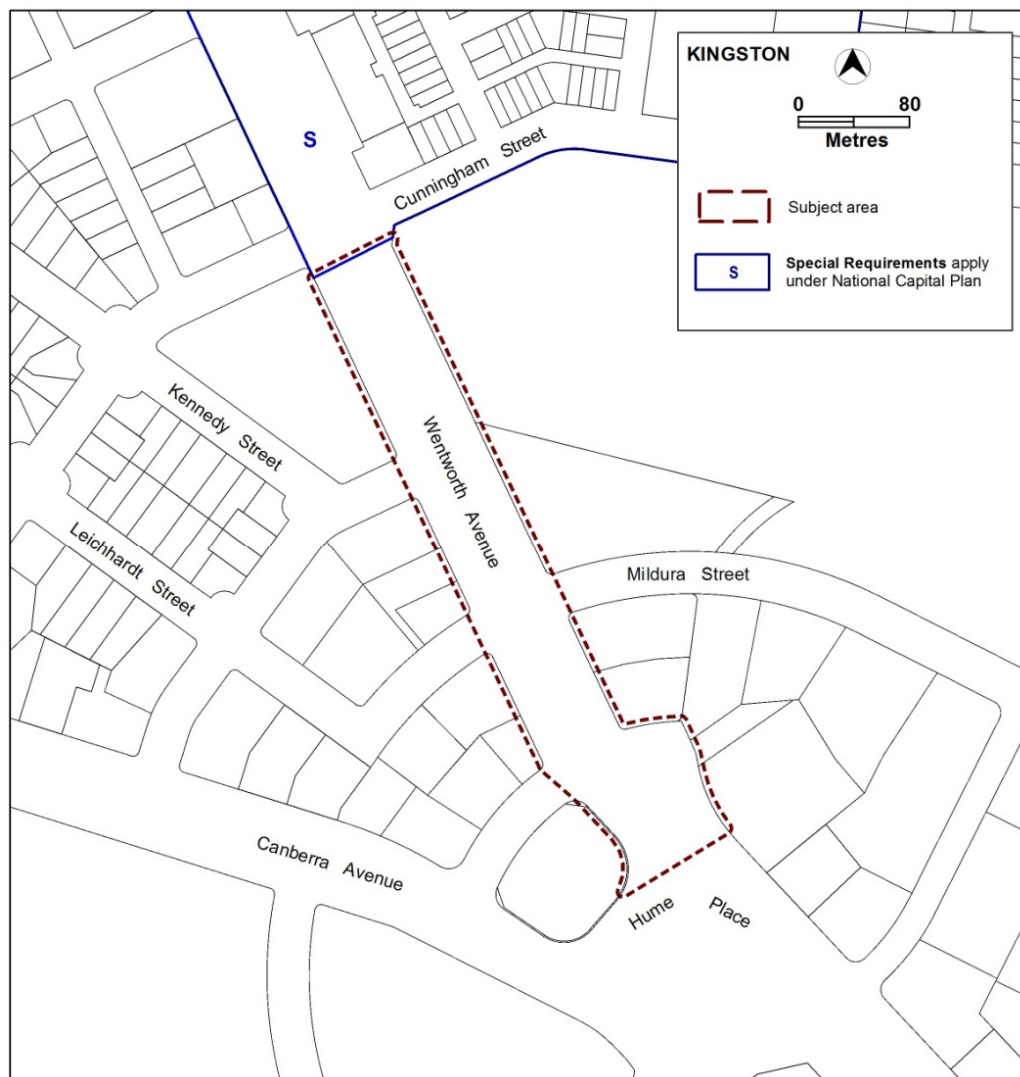 KINGSTON
0 80
Metres
Subject area
S
Special Requirements apply
under National Capital Plan
S
Cunningham Street
Kennedy Street
Wentworth Avenue
Leichhardt Street
Mildura Street
Canberra Avenue
Hume Place